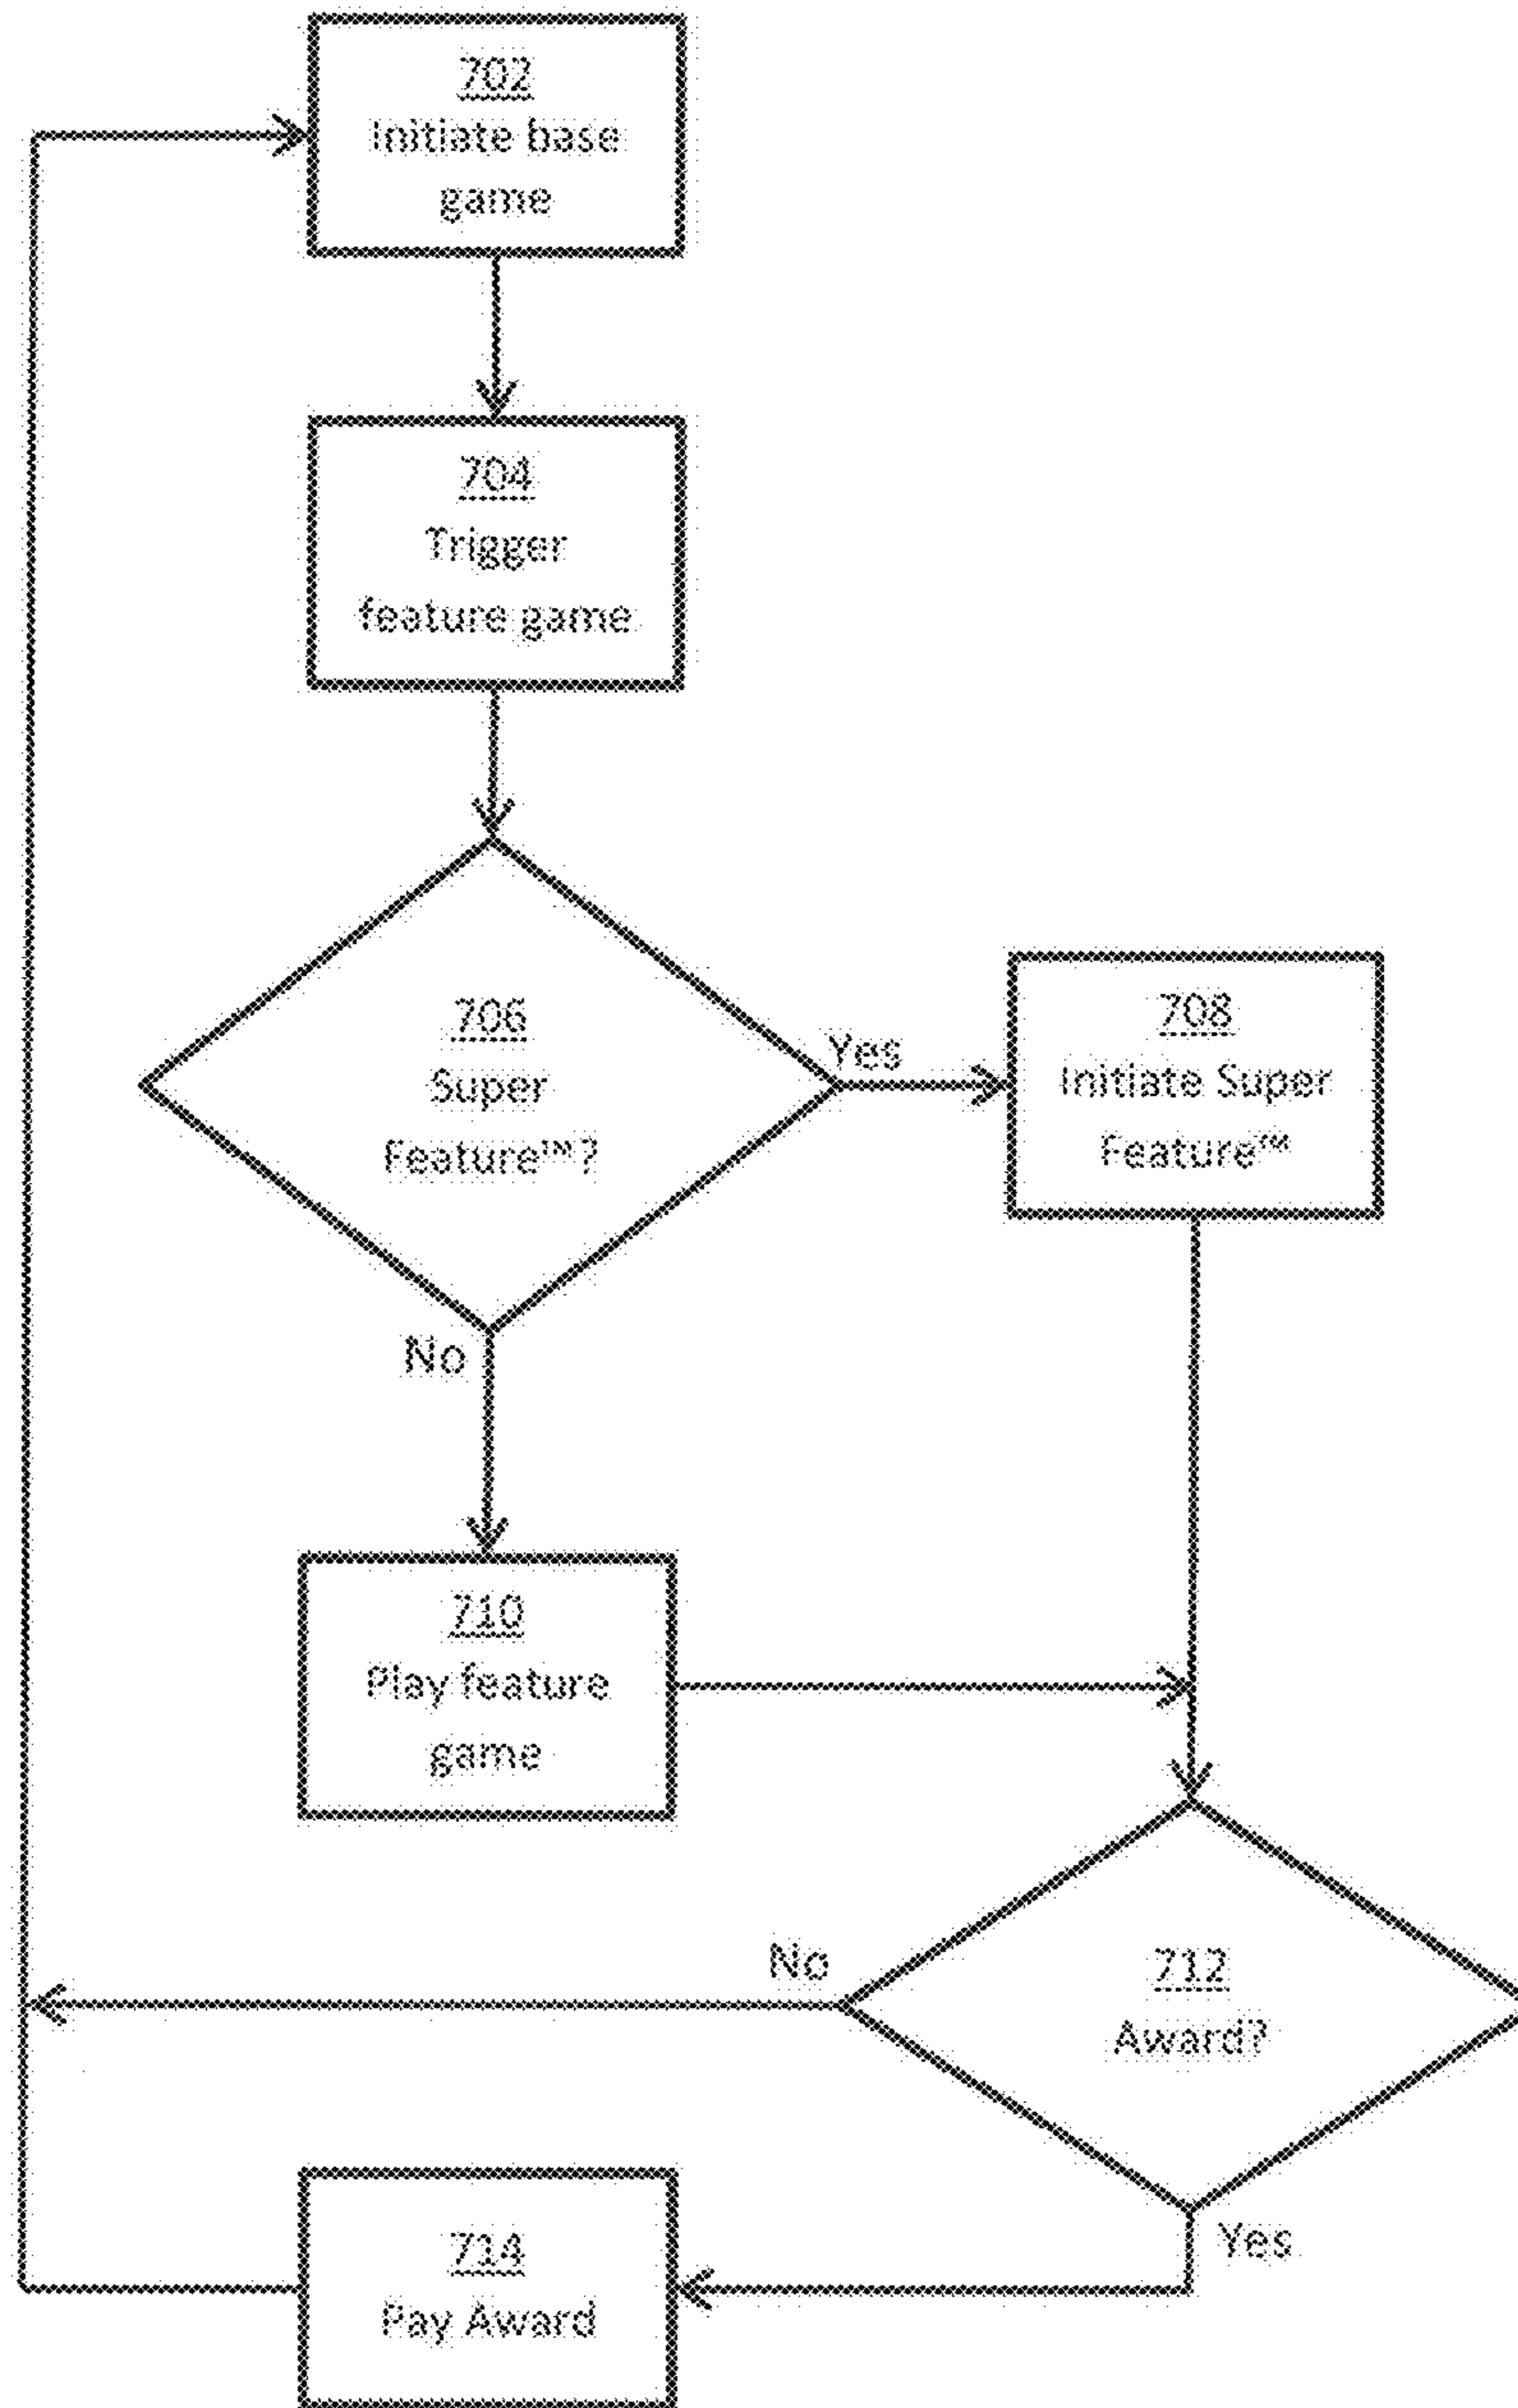 702
Initiate base
game
704
Trigger
feature game
706
Super
Feature™?
Yes
708
Initiate Super
Feature™
No
710
Play feature
game
No
712
Award?
Yes
714
Pay Award